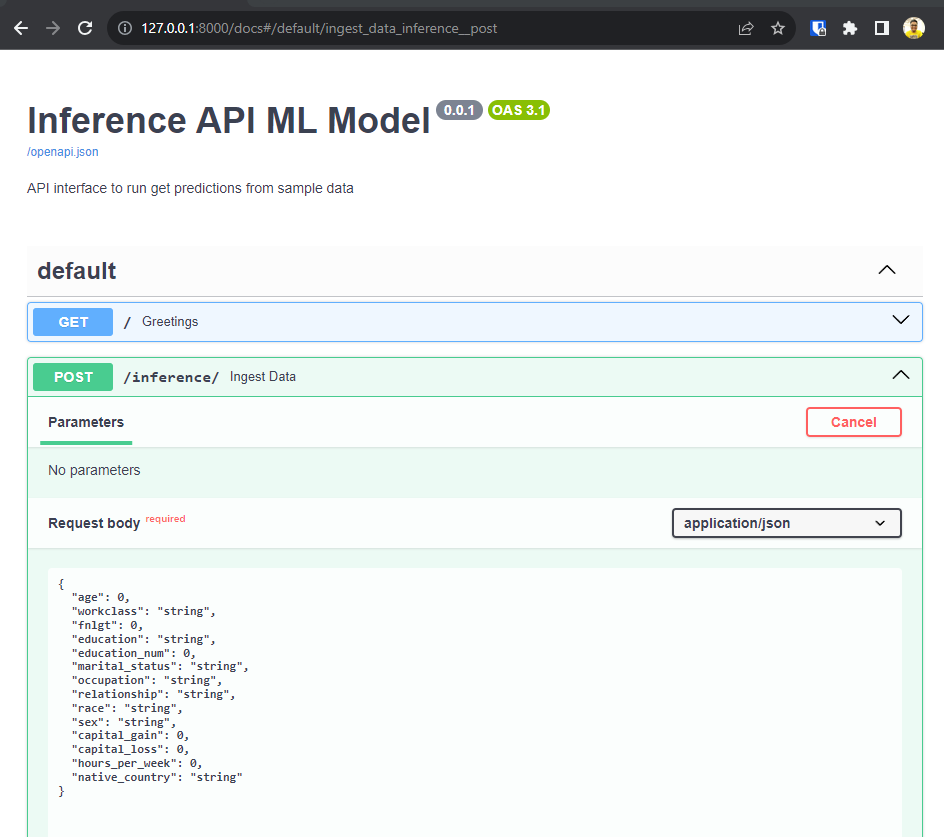 127.0.0.1:8000/docs#/default/ingest_data_inference__post
Inference API ML Model 0.0.1 OAS 3.1
/openapi.json
API interface to run get predictions from sample data
default
GET / Greetings
POST /inference/ Ingest Data
Parameters Cancel
No parameters
Request body required application/json
{
"age": 0,
"workclass": "string",
"fnlgt": 0,
"education": "string",
"education_num": 0,
"marital_status": "string",
"occupation": "string",
"relationship": "string",
"race": "string",
"sex": "string",
"capital_gain": 0,
"capital_loss": 0,
"hours_per_week": 0,
"native_country": "string"
}